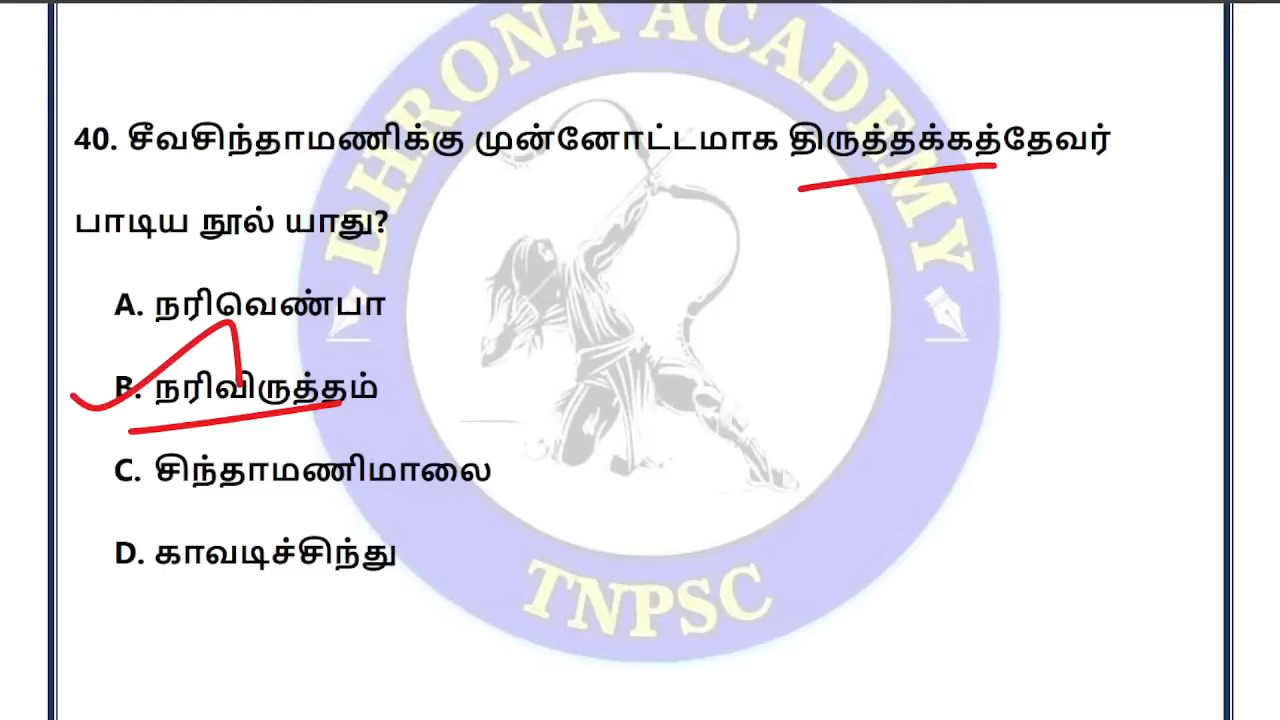 DHRONA ACADEMY
40. சீவசிந்தாமணிக்கு முன்னோட்டமாக திருத்தக்கத்தேவர்
பாடிய நூல் யாது?
A. நரிவெண்பா
B. நரிவிருத்தம்
C. சிந்தாமணிமாலை
D. காவடிச்சிந்து
TNPSC